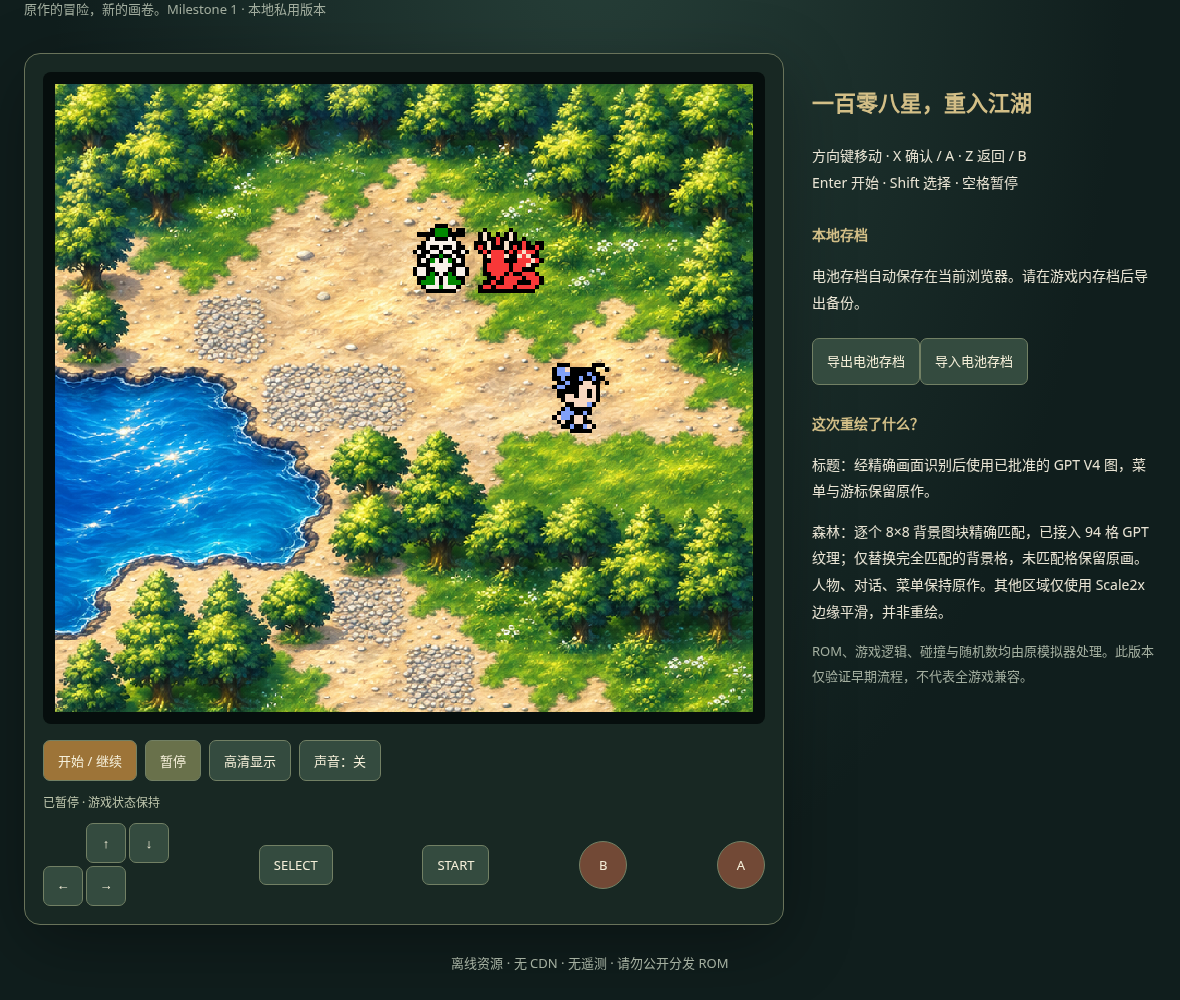 原作的冒险，新的画卷。Milestone 1 · 本地私用版本
一百零八星，重入江湖
方向键移动 · X 确认 / A · Z 返回 / B
Enter 开始 · Shift 选择 · 空格暂停
本地存档
电池存档自动保存在当前浏览器。请在游戏内存档后导
出备份。
导出电池存档 导入电池存档
这次重绘了什么？
标题：经精确画面识别后使用已批准的 GPT V4 图，菜
单与游标保留原作。
森林：逐个 8×8 背景图块精确匹配，已接入 94 格 GPT
纹理；仅替换完全匹配的背景格，未匹配格保留原画。
人物、对话、菜单保持原作。其他区域仅使用 Scale2x
边缘平滑，并非重绘。
ROM、游戏逻辑、碰撞与随机数均由原模拟器处理。此版本
仅验证早期流程，不代表全游戏兼容。
开始 / 继续 暂停 高清显示 声音：关
已暂停 · 游戏状态保持
↑ ↓
← →
SELECT START B A
离线资源 · 无 CDN · 无遥测 · 请勿公开分发 ROM